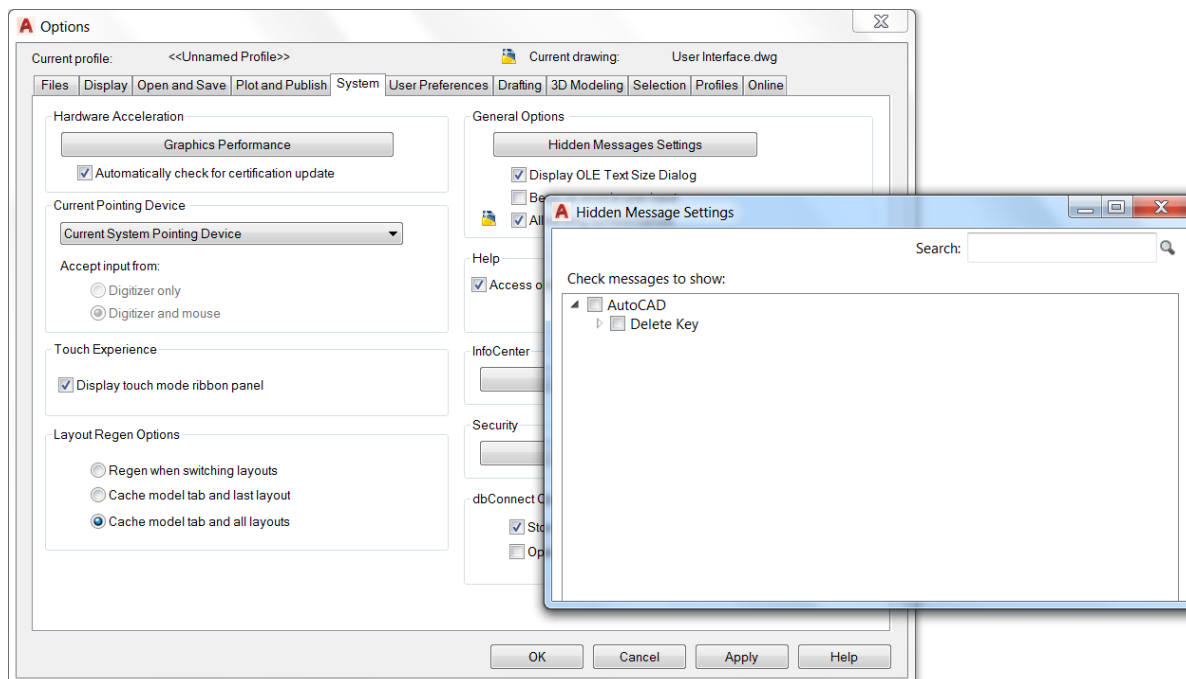 Options
Current profile: <<Unnamed Profile>> Current drawing: User Interface.dwg
Files Display Open and Save Plot and Publish System User Preferences Drafting 3D Modeling Selection Profiles Online
Hardware Acceleration
Graphics Performance
Automatically check for certification update
Current Pointing Device
Current System Pointing Device
Accept input from:
Digitizer only
Digitizer and mouse
Touch Experience
Display touch mode ribbon panel
Layout Regen Options
Regen when switching layouts
Cache model tab and last layout
Cache model tab and all layouts
General Options
Hidden Messages Settings
Display OLE Text Size Dialog
Help
Access
InfoCenter
Security
dbConnect
Hidden Message Settings
Search:
Check messages to show:
AutoCAD
Delete Key
OK Cancel Apply Help